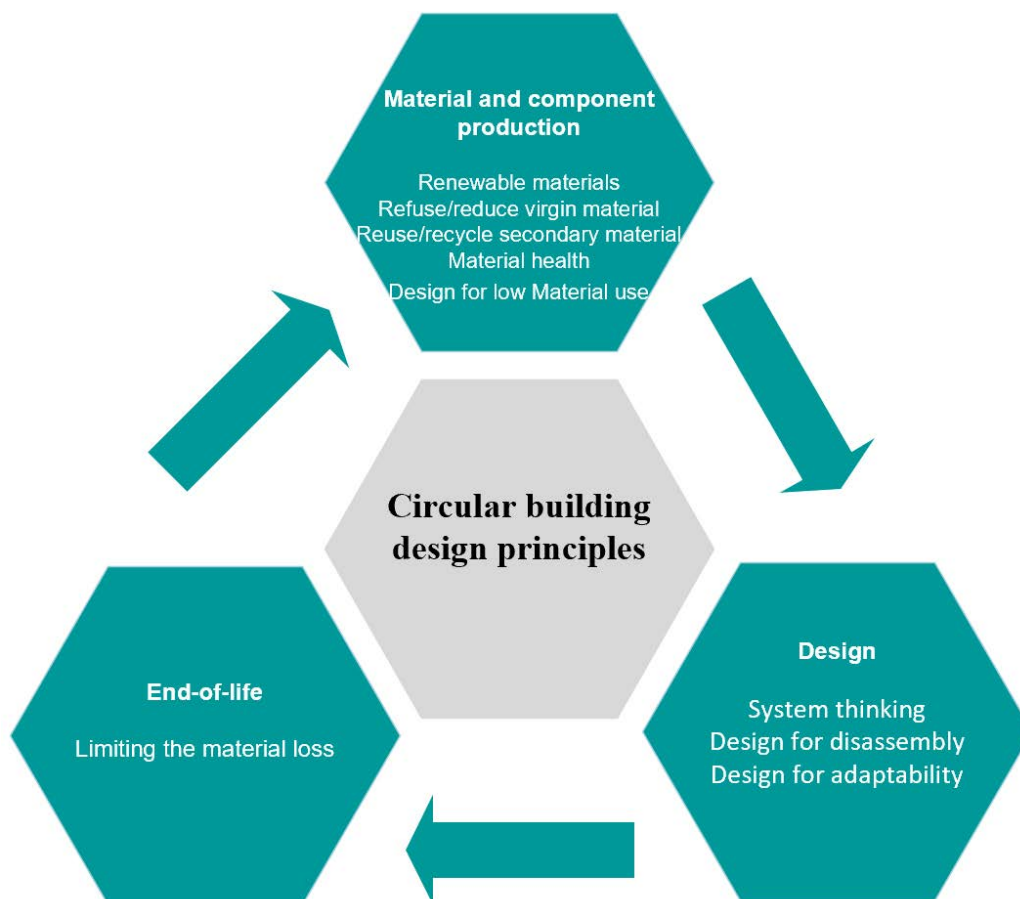 Material and component
production
Renewable materials
Refuse/reduce virgin material
Reuse/recycle secondary material
Material health
Design for low Material use
Circular building
design principles
Design
System thinking
Design for disassembly
Design for adaptability
End-of-life
Limiting the material loss